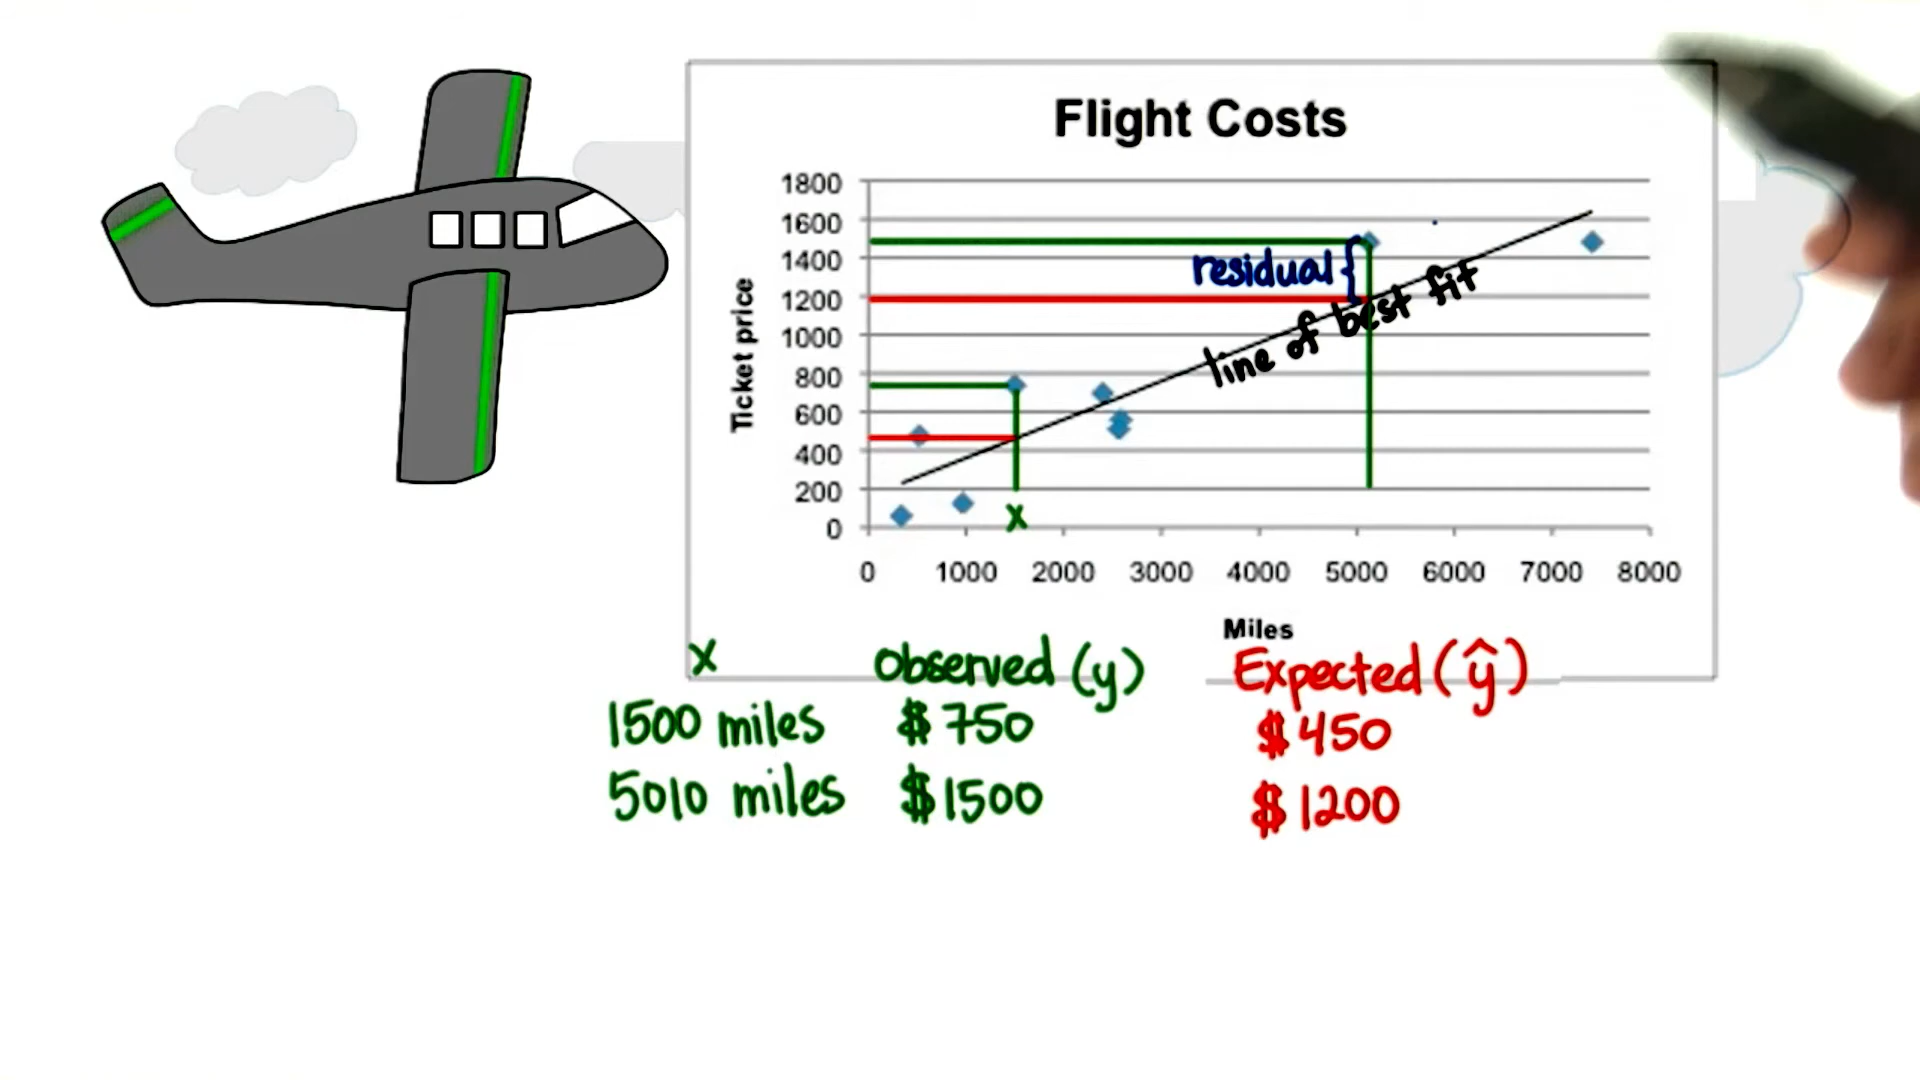 Flight Costs
1800
1600
1400
1200
1000
800
600
400
200
0
Ticket price
residual
line of best fit
x
0 1000 2000 3000 4000 5000 6000 7000 8000
Miles
x Observed (y) Expected (ŷ)
1500 miles $750 $450
5010 miles $1500 $1200